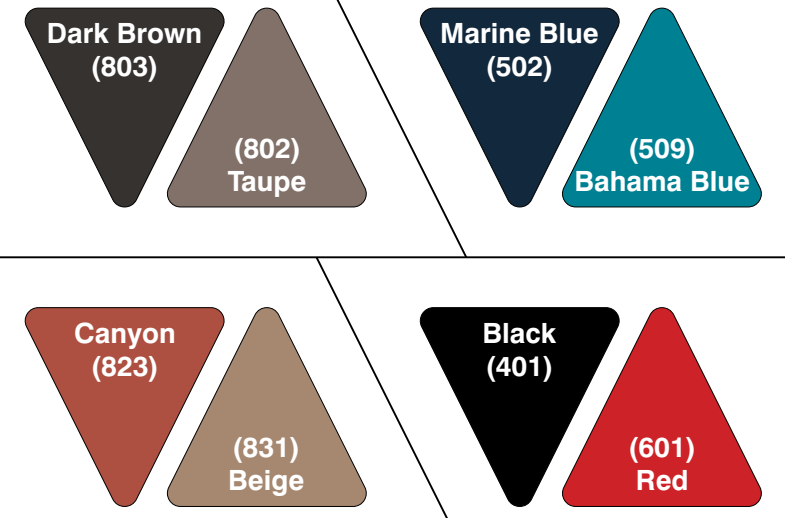 Dark Brown
(803)
(802)
Taupe
Marine Blue
(502)
(509)
Bahama Blue
Canyon
(823)
(831)
Beige
Black
(401)
(601)
Red